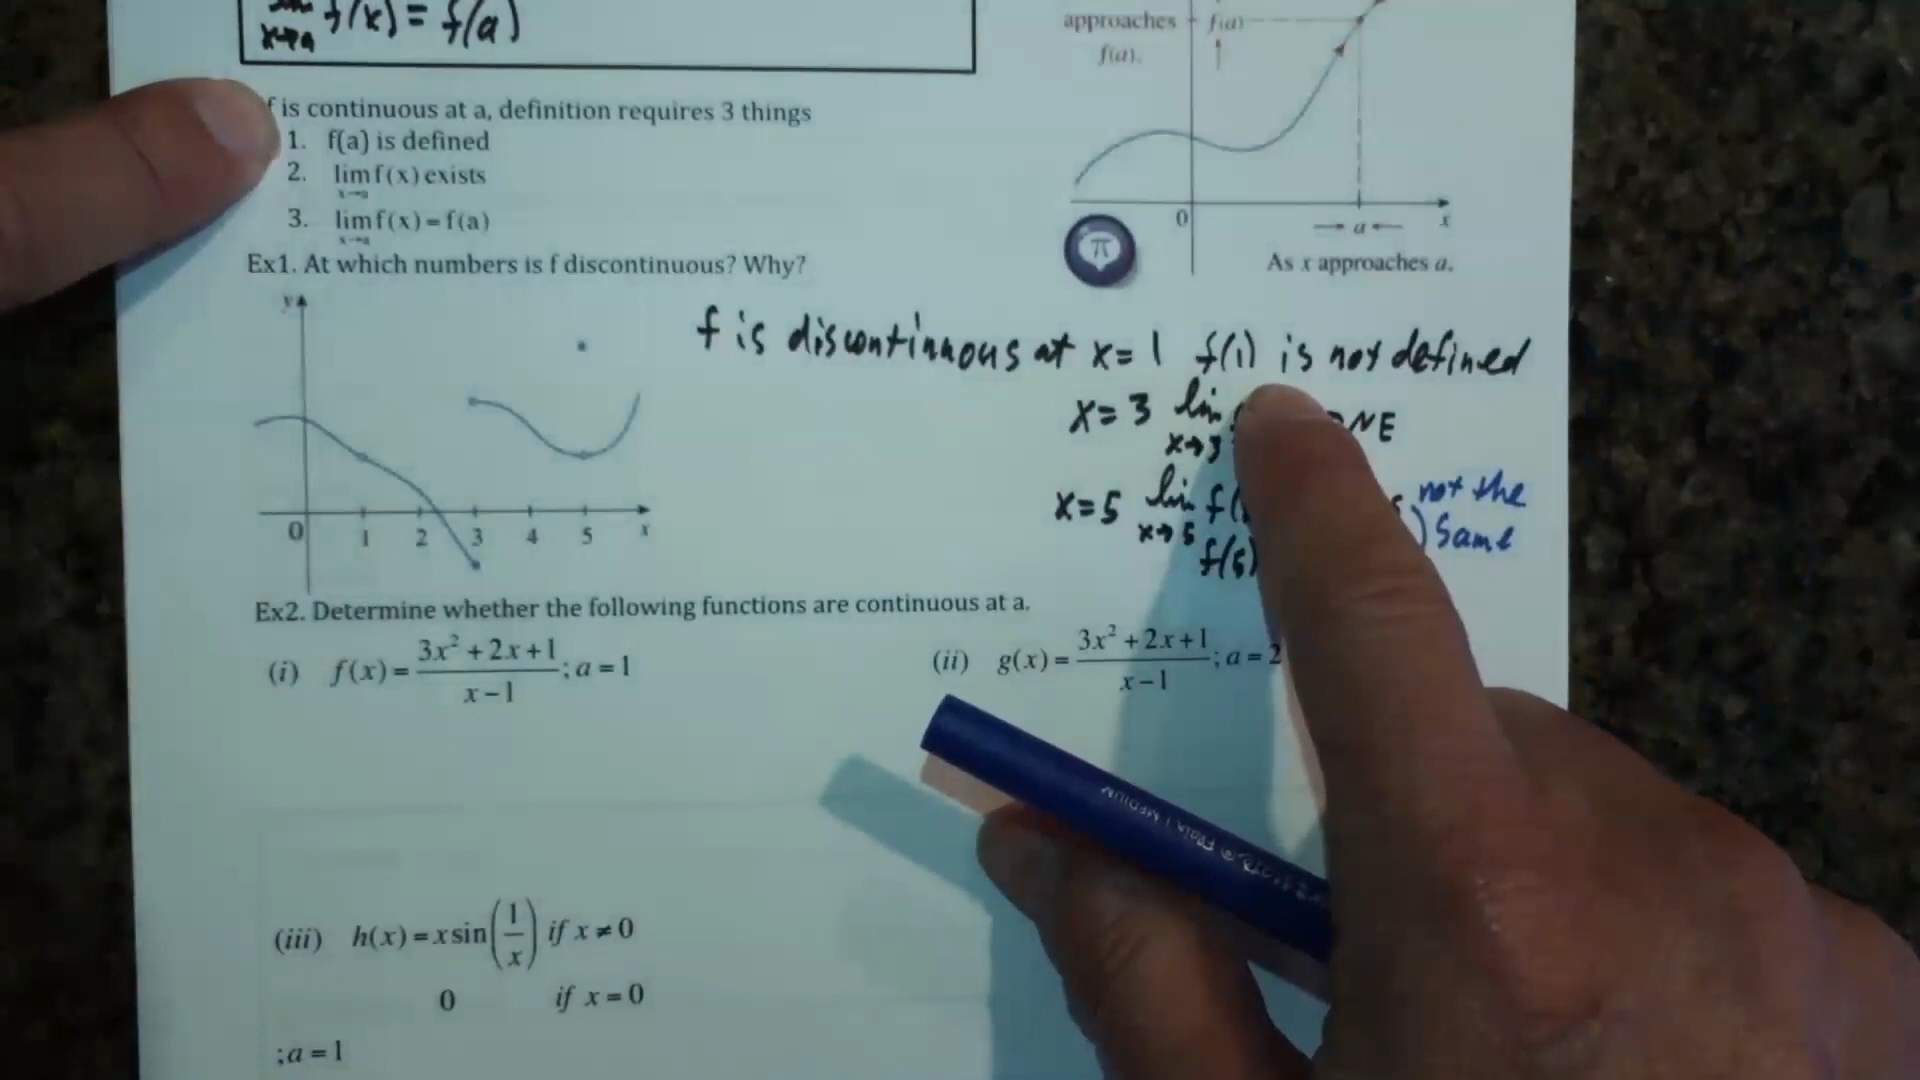 lim f(x) = f(a)
x→a
approaches
f(a).
f(a)
f is continuous at a, definition requires 3 things
1. f(a) is defined
2. lim f(x) exists
x→a
3. lim f(x) = f(a)
x→a
0
a
x
π
As x approaches a.
Ex1. At which numbers is f discontinuous? Why?
y
0 1 2 3 4 5 x
f is discontinuous at x = 1 f(1) is not defined
x = 3 lim DNE
x→3
x = 5 lim f( not the
x→5 same
f(5)
Ex2. Determine whether the following functions are continuous at a.
(i) f(x) = (3x² + 2x + 1)/(x − 1) ; a = 1
(ii) g(x) = (3x² + 2x + 1)/(x − 1) ; a = 2
(iii) h(x) = x sin(1/x) if x ≠ 0
0 if x = 0
; a = 1
MEDIUM